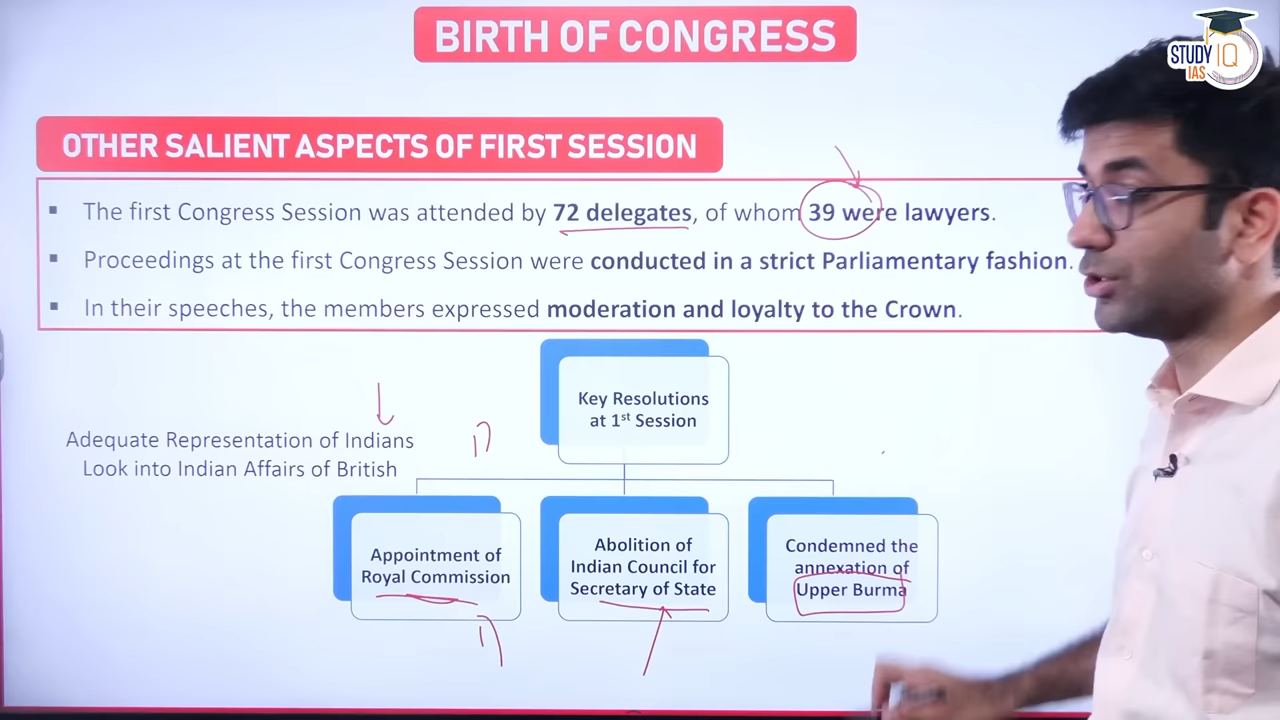 BIRTH OF CONGRESS
STUDY IQ
IAS
OTHER SALIENT ASPECTS OF FIRST SESSION
▪ The first Congress Session was attended by 72 delegates, of whom 39 were lawyers.
▪ Proceedings at the first Congress Session were conducted in a strict Parliamentary fashion.
▪ In their speeches, the members expressed moderation and loyalty to the Crown.
Key Resolutions
at 1st Session
Adequate Representation of Indians
Look into Indian Affairs of British
Appointment of
Royal Commission
Abolition of
Indian Council for
Secretary of State
Condemned the
annexation of
Upper Burma